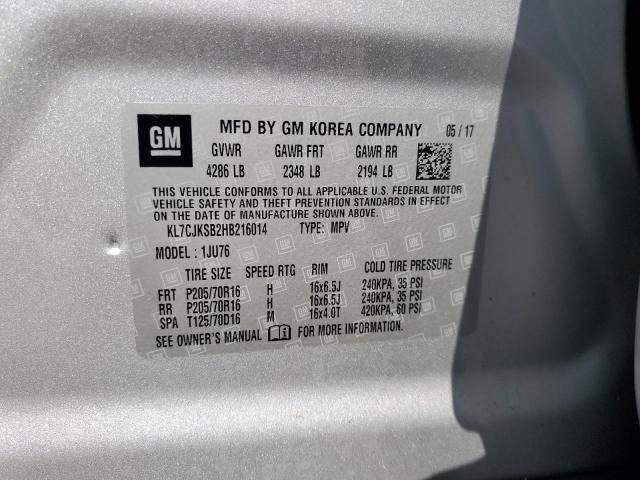 GM MFD BY GM KOREA COMPANY 05 / 17
GVWR GAWR FRT GAWR RR
4286 LB 2348 LB 2194 LB
THIS VEHICLE CONFORMS TO ALL APPLICABLE U.S. FEDERAL MOTOR
VEHICLE SAFETY AND THEFT PREVENTION STANDARDS IN EFFECT
ON THE DATE OF MANUFACTURE SHOWN ABOVE.
KL7CJKSB2HB216014 TYPE: MPV
MODEL : 1JU76
TIRE SIZE SPEED RTG RIM COLD TIRE PRESSURE
FRT P205/70R16 H 16x6.5J 240KPA, 35 PSI
RR P205/70R16 H 16x6.5J 240KPA, 35 PSI
SPA T125/70D16 M 16x4.0T 420KPA, 60 PSI
SEE OWNER'S MANUAL FOR MORE INFORMATION.